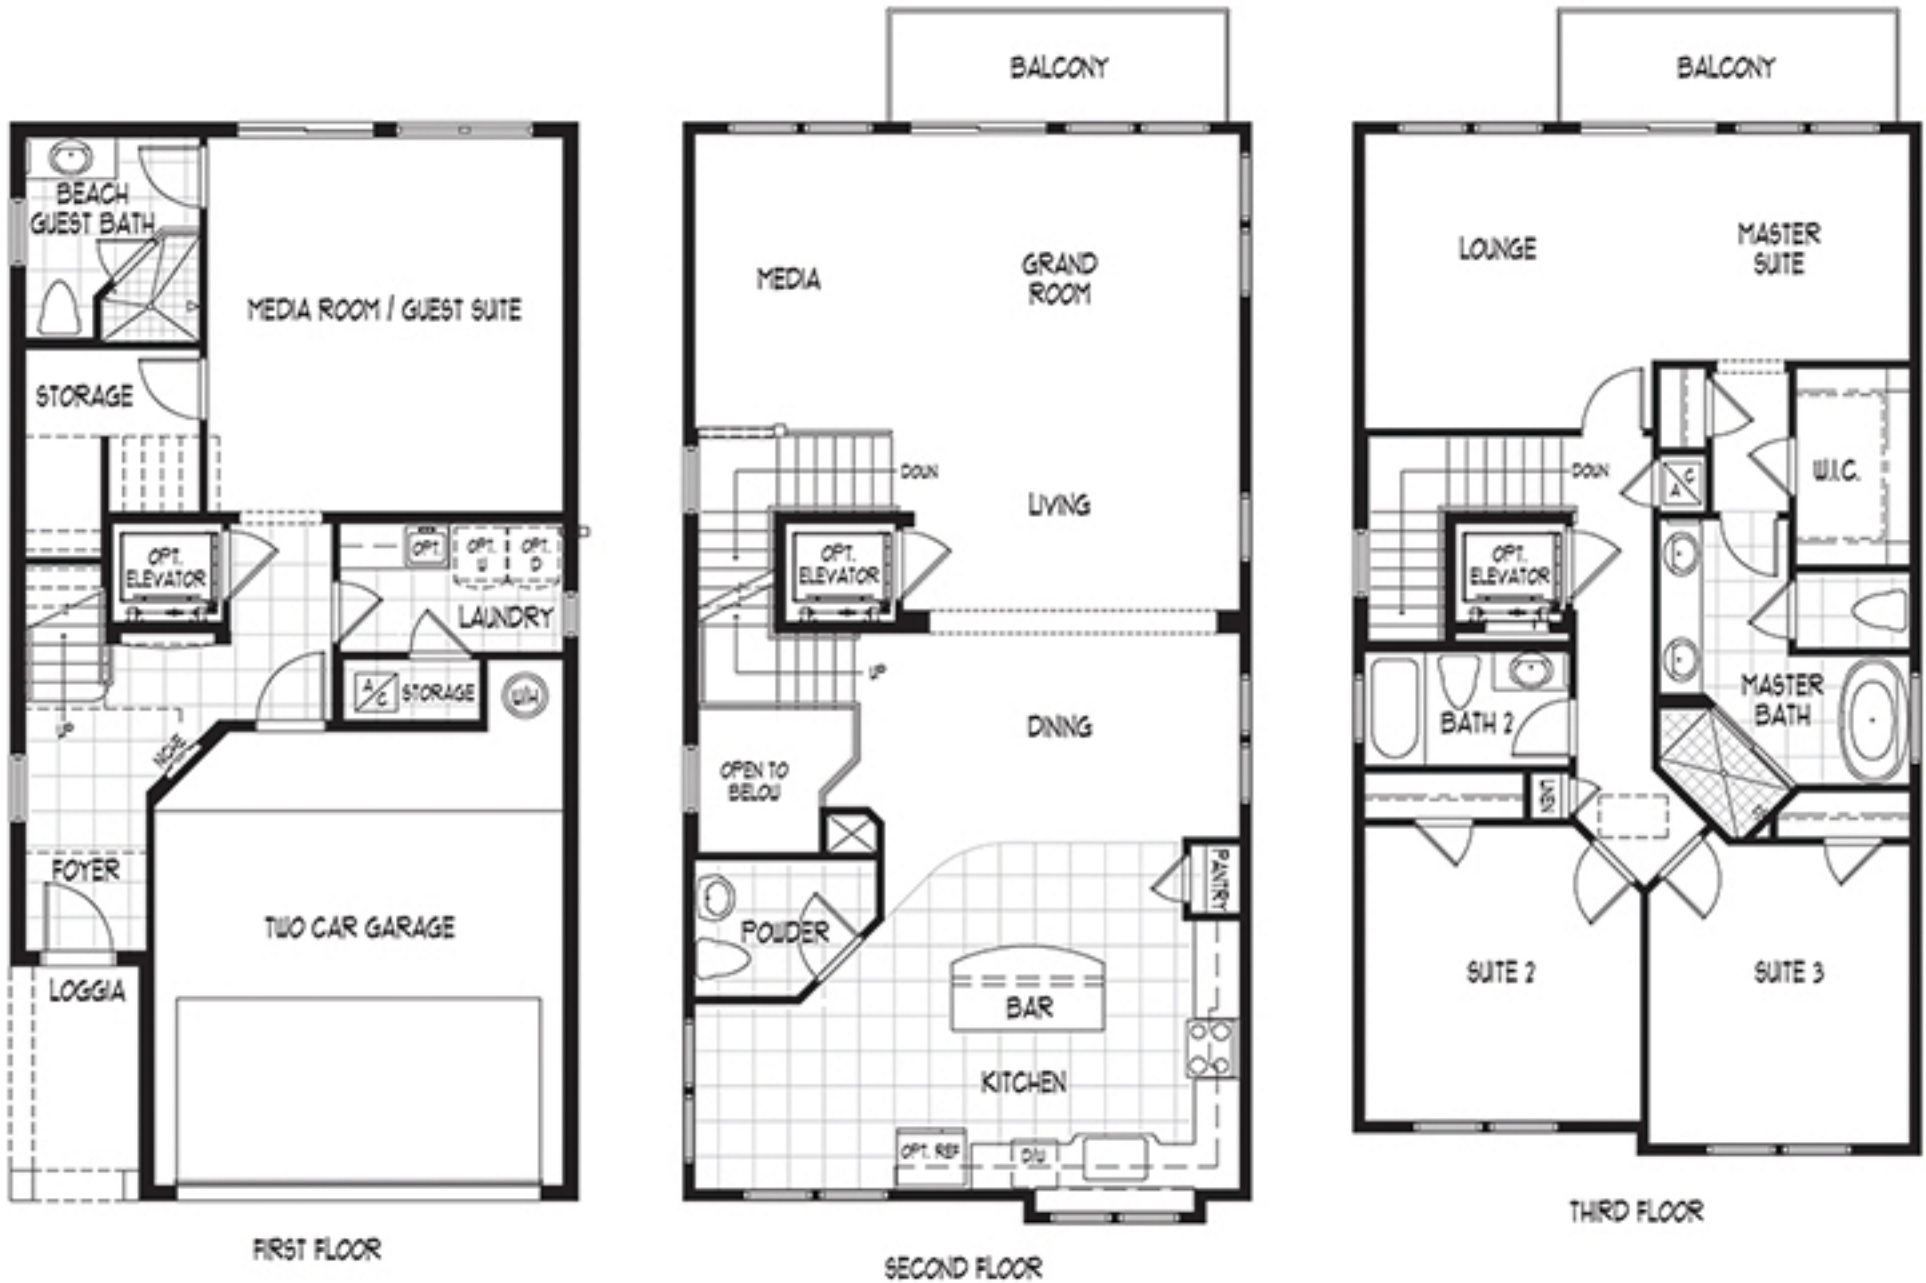 BEACH
GUEST BATH
MEDIA ROOM / GUEST SUITE
STORAGE
OPT.
ELEVATOR
OPT.
OPT.
W
OPT.
D
LAUNDRY
A/C
STORAGE
W/H
UP
NICHE
FOYER
LOGGIA
TWO CAR GARAGE
FIRST FLOOR
BALCONY
MEDIA
GRAND
ROOM
DOWN
LIVING
OPT.
ELEVATOR
UP
DINING
OPEN TO
BELOW
PANTRY
POWDER
BAR
KITCHEN
OPT. REF
D/W
SECOND FLOOR
BALCONY
LOUNGE
MASTER
SUITE
DOWN
A/C
W.I.C.
OPT.
ELEVATOR
MASTER
BATH
BATH 2
LINEN
SUITE 2
SUITE 3
THIRD FLOOR